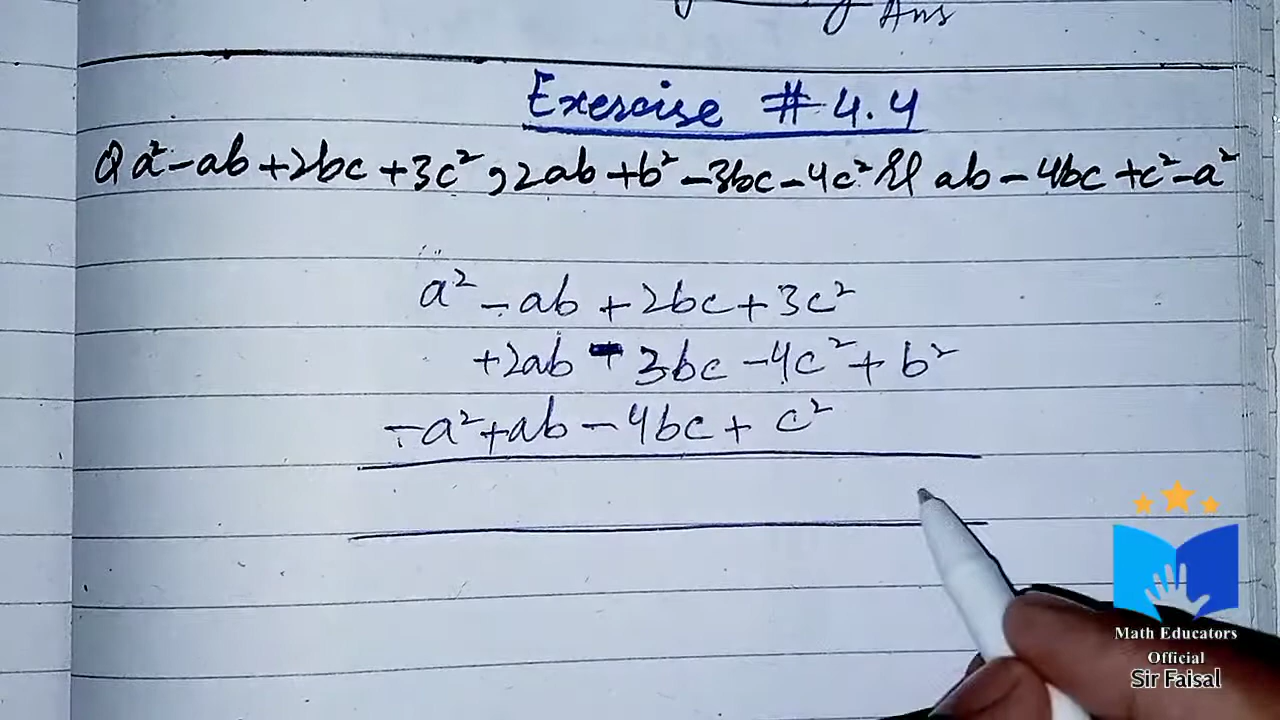 Ans
Exercise # 4.4
Q a² - ab + 2bc + 3c² , 2ab + b² - 3bc - 4c² & ab - 4bc + c² - a²
a² - ab + 2bc + 3c²
+2ab - 3bc - 4c² + b²
- a² + ab - 4bc + c²
Math Educators
Official
Sir Faisal